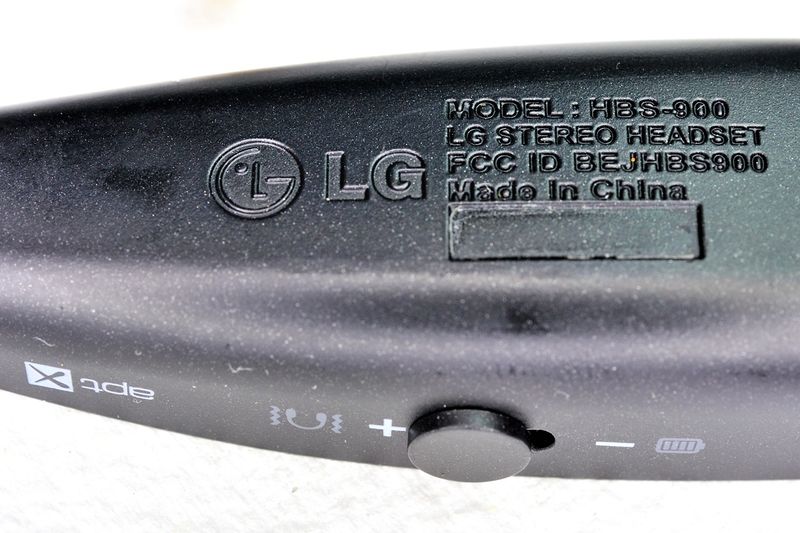 LG
MODEL : HBS-900
LG STEREO HEADSET
FCC ID BEJHBS900
Made in China
aptX
+ -